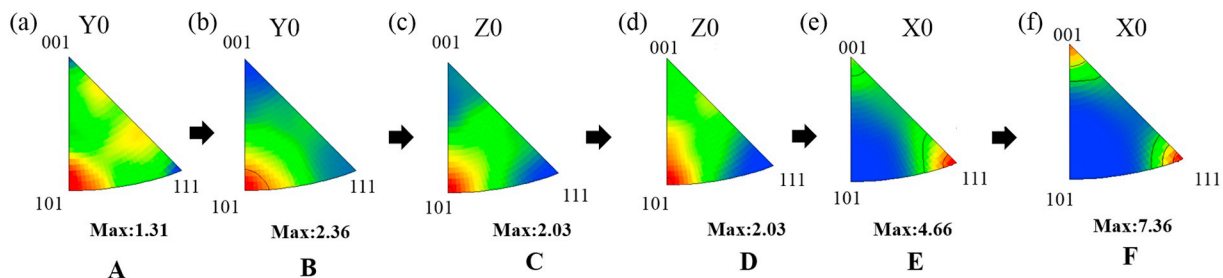 (a) Y0 (b) Y0 (c) Z0 (d) Z0 (e) X0 (f) X0
001 001 001 001 001 001
111 111 111 111 111 111
101 101 101 101 101 101
Max:1.31 Max:2.36 Max:2.03 Max:2.03 Max:4.66 Max:7.36
A B C D E F